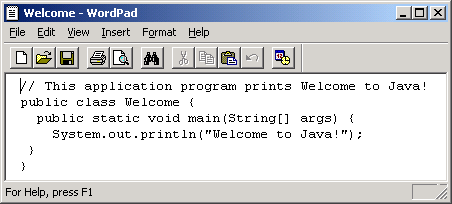 Welcome - WordPad
File Edit View Insert Format Help
// This application program prints Welcome to Java!
public class Welcome {
  public static void main(String[] args) {
    System.out.println("Welcome to Java!");
 }
}
For Help, press F1